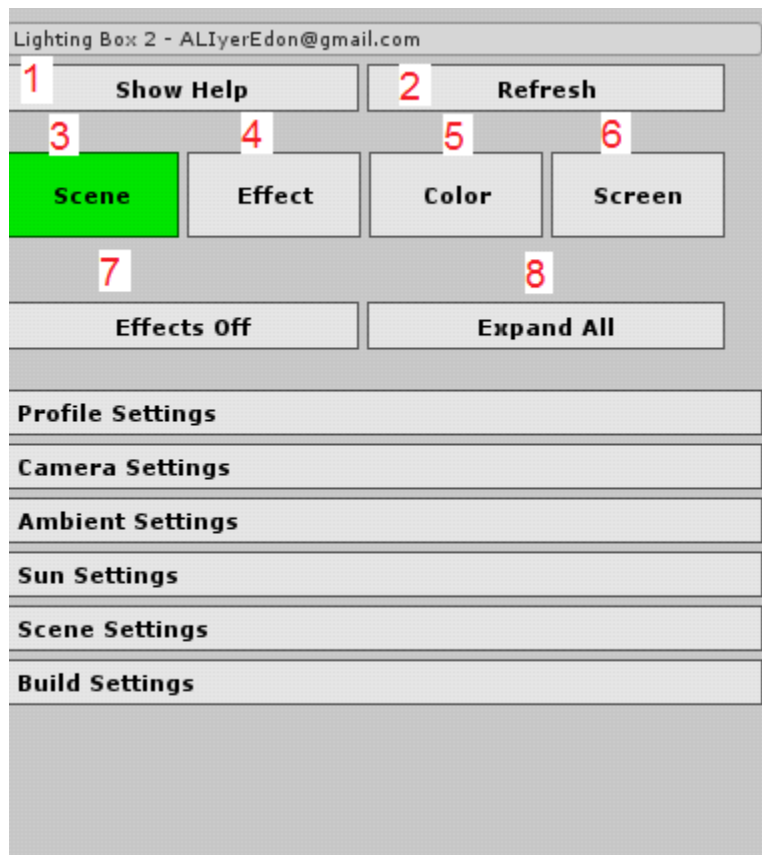 Lighting Box 2 - ALIyerEdon@gmail.com
1 Show Help 2 Refresh
3 4 5 6
Scene Effect Color Screen
7 8
Effects Off Expand All
Profile Settings
Camera Settings
Ambient Settings
Sun Settings
Scene Settings
Build Settings